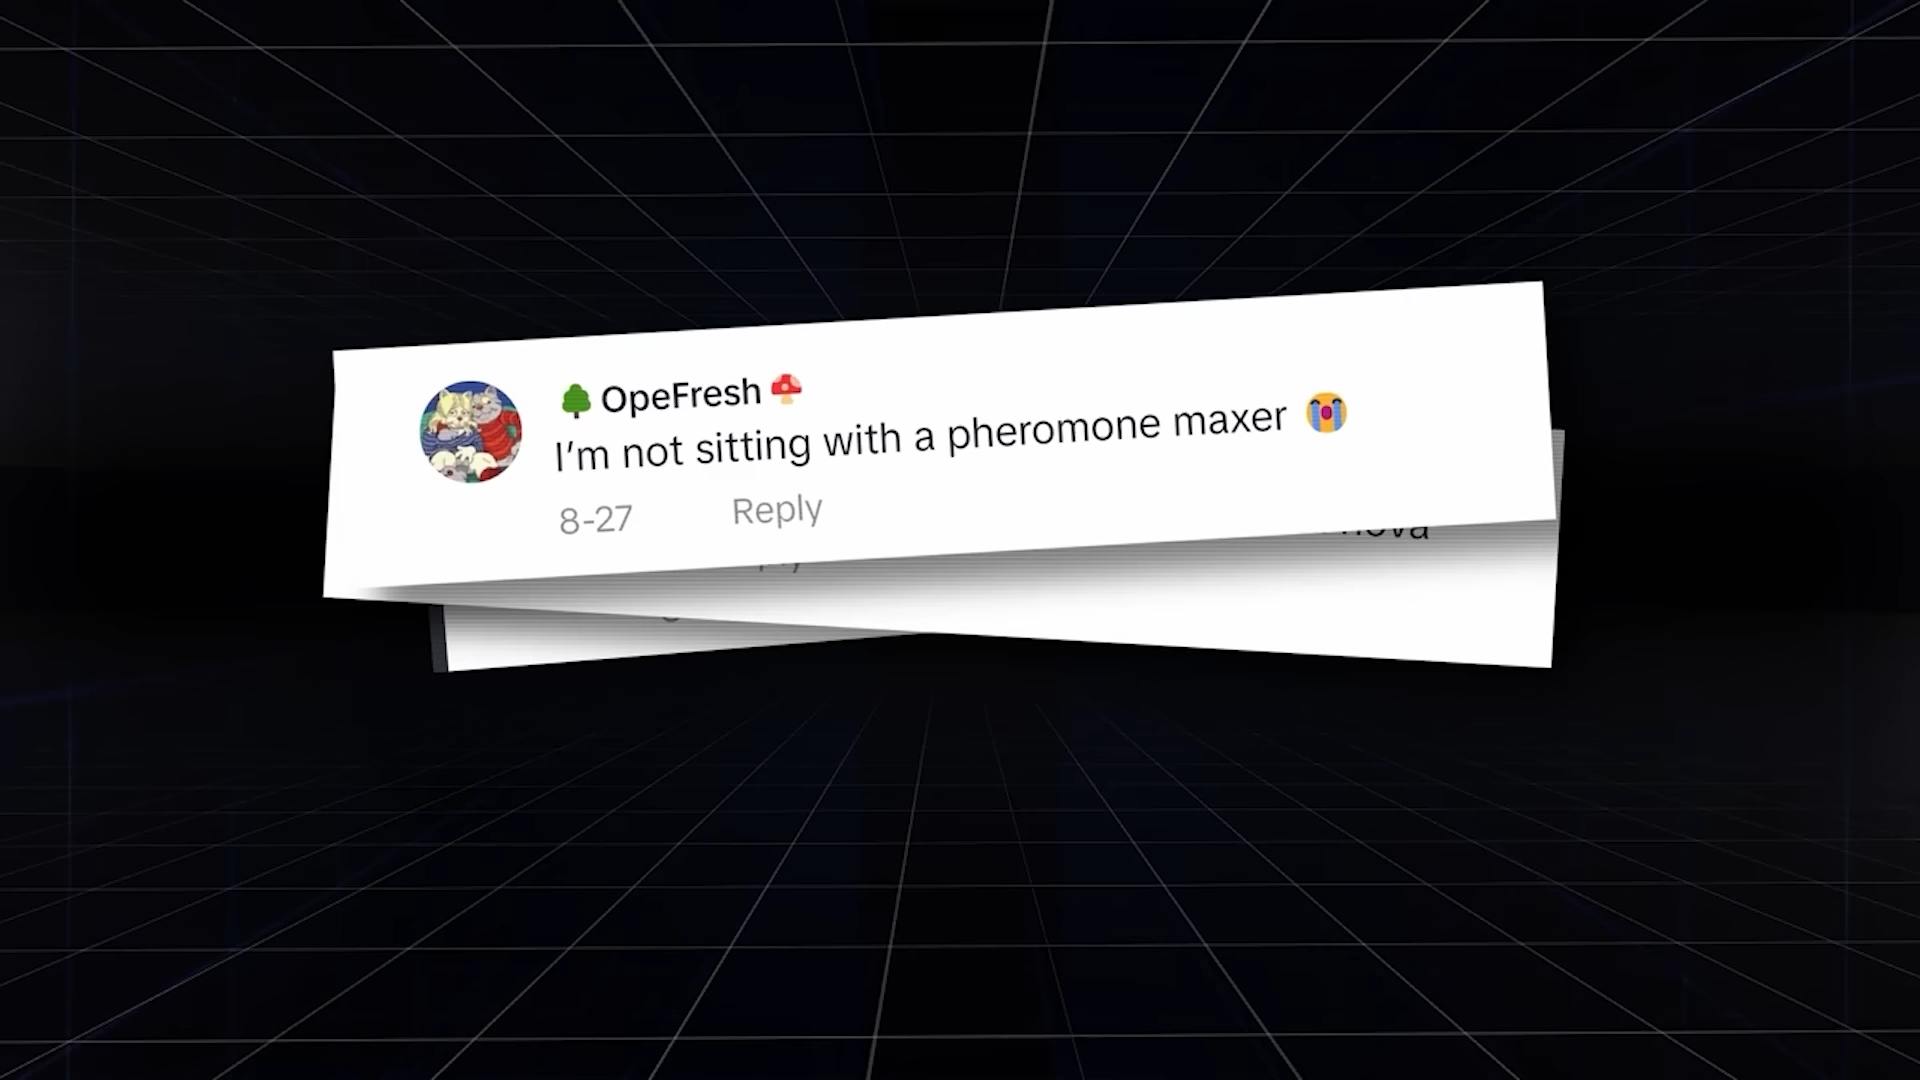 🌲 OpeFresh 🍄
I’m not sitting with a pheromone maxer 😭
8-27 Reply